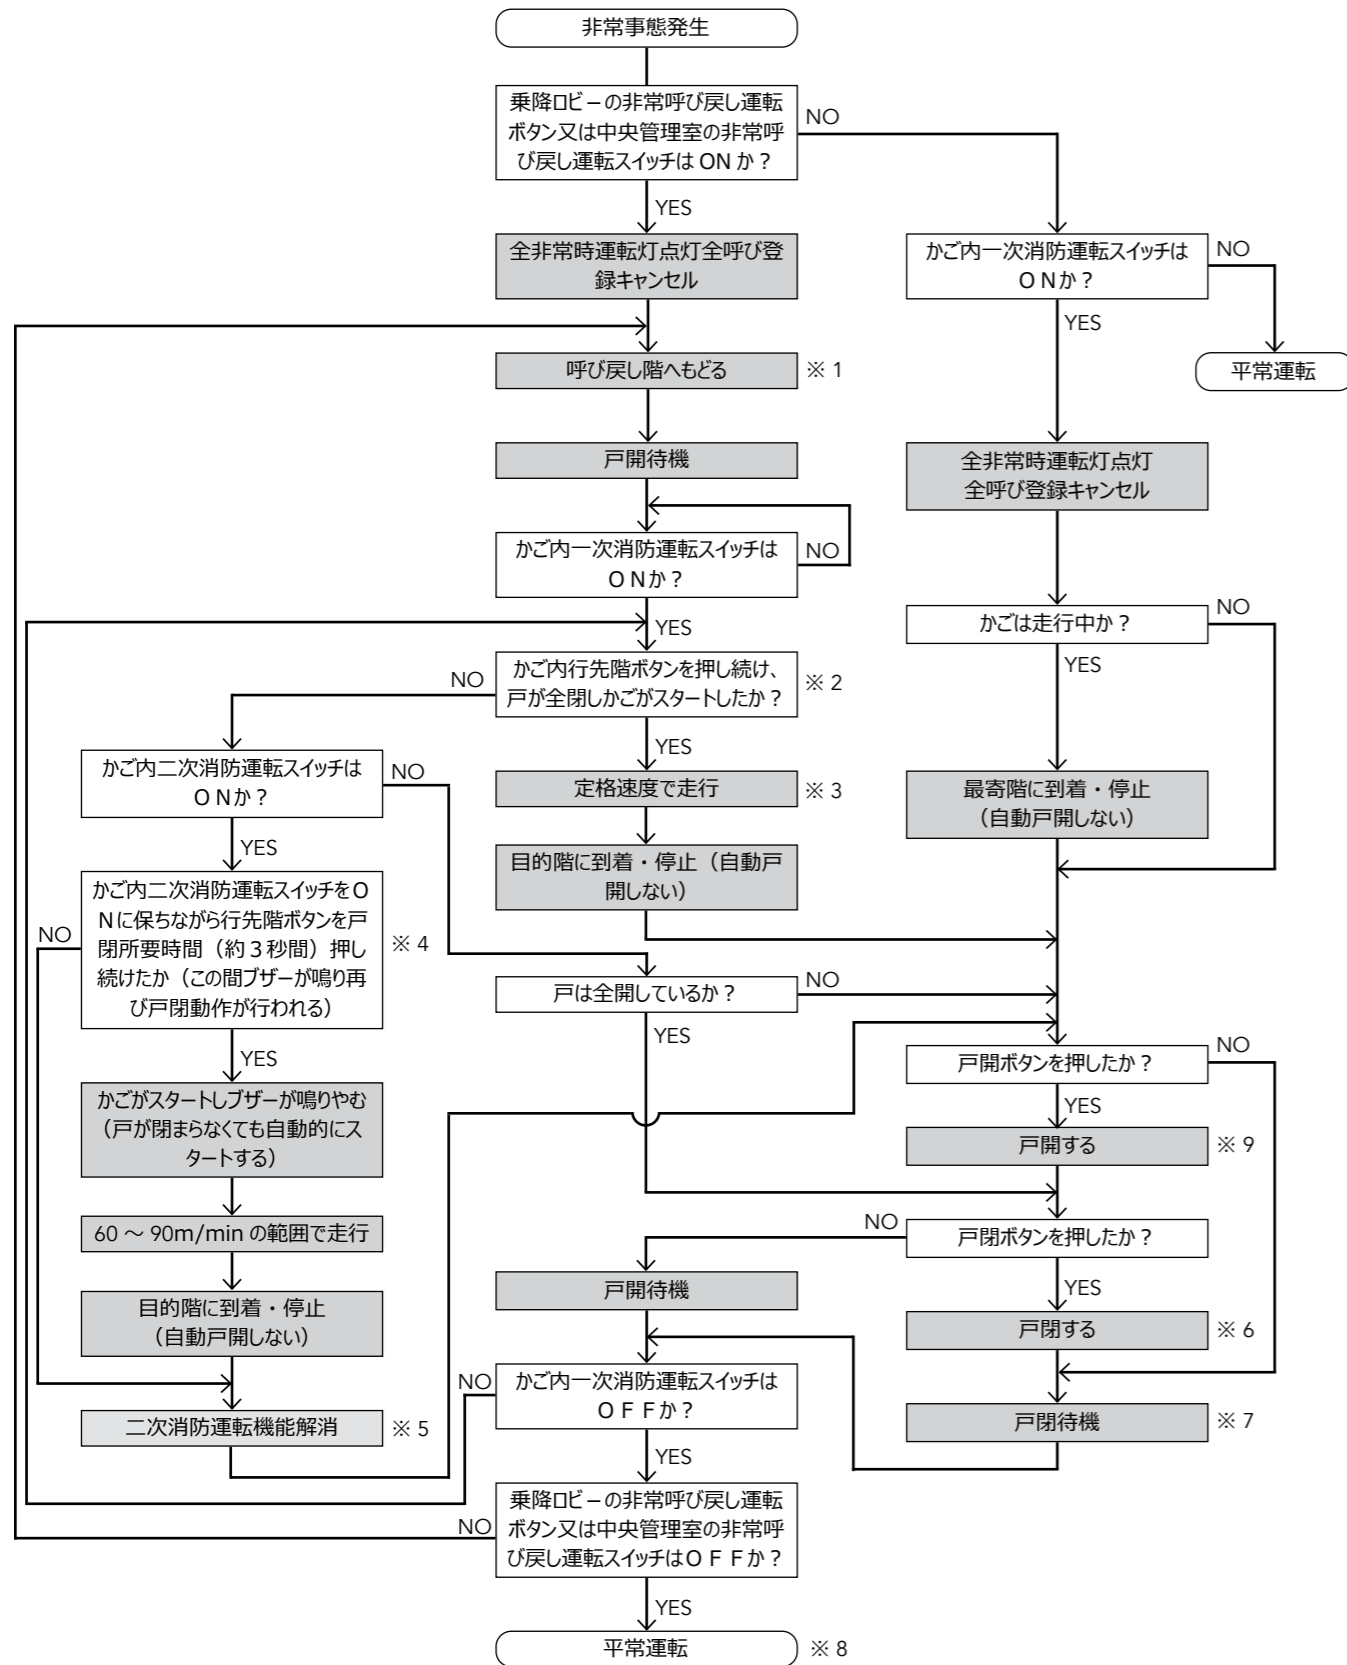 非常事態発生
乗降ロビーの非常呼び戻し運転
ボタン又は中央管理室の非常呼
び戻し運転スイッチは ON か？
NO
YES
全非常時運転灯点灯全呼び登
録キャンセル
かご内一次消防運転スイッチは
ＯＮか？
NO
YES
平常運転
呼び戻し階へもどる
※ 1
戸開待機
全非常時運転灯点灯
全呼び登録キャンセル
かご内一次消防運転スイッチは
ＯＮか？
NO
YES
かごは走行中か？
NO
YES
かご内行先階ボタンを押し続け、
戸が全閉しかごがスタートしたか？
※ 2
NO
YES
かご内二次消防運転スイッチは
ＯＮか？
NO
YES
定格速度で走行
※ 3
最寄階に到着・停止
（自動戸開しない）
目的階に到着・停止（自動戸
開しない）
かご内二次消防運転スイッチをＯ
Ｎに保ちながら行先階ボタンを戸
閉所要時間（約３秒間）押し
続けたか（この間ブザーが鳴り再
び戸閉動作が行われる）
NO
※ 4
YES
戸は全開しているか？
NO
YES
戸開ボタンを押したか？
NO
YES
かごがスタートしブザーが鳴りやむ
（戸が閉まらなくても自動的にス
タートする）
戸開する
※ 9
60 ～ 90m/min の範囲で走行
戸閉ボタンを押したか？
NO
YES
戸開待機
目的階に到着・停止
（自動戸開しない）
戸閉する
※ 6
かご内一次消防運転スイッチは
ＯＦＦか？
NO
YES
二次消防運転機能解消
※ 5
戸閉待機
※ 7
乗降ロビーの非常呼び戻し運転
ボタン又は中央管理室の非常呼
び戻し運転スイッチはＯＦＦか？
NO
YES
平常運転
※ 8